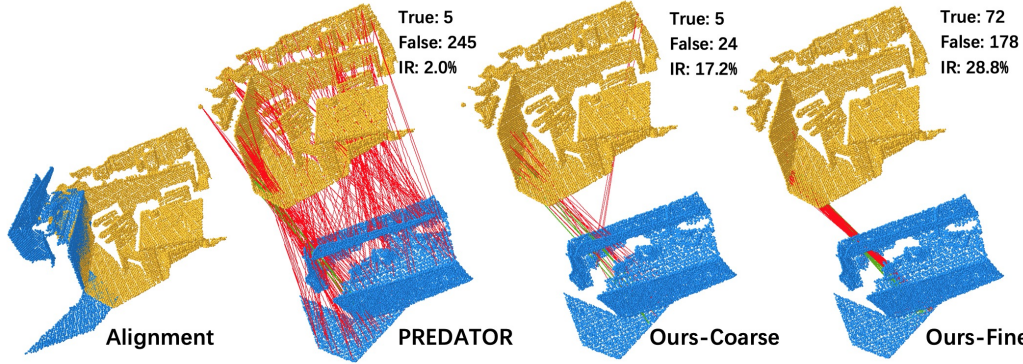 True: 5
False: 245
IR: 2.0%
True: 5
False: 24
IR: 17.2%
True: 72
False: 178
IR: 28.8%
Alignment
PREDATOR
Ours-Coarse
Ours-Fine